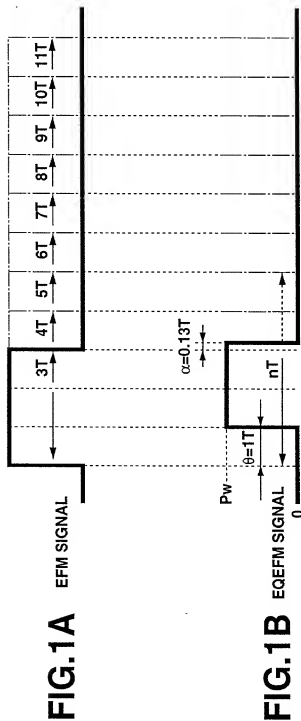 FIG.1A
EFM SIGNAL
3T 4T 5T 6T 7T 8T 9T 10T 11T
FIG.1B
EQEFM SIGNAL
Pw
0
θ=1T
nT
α=0.13T